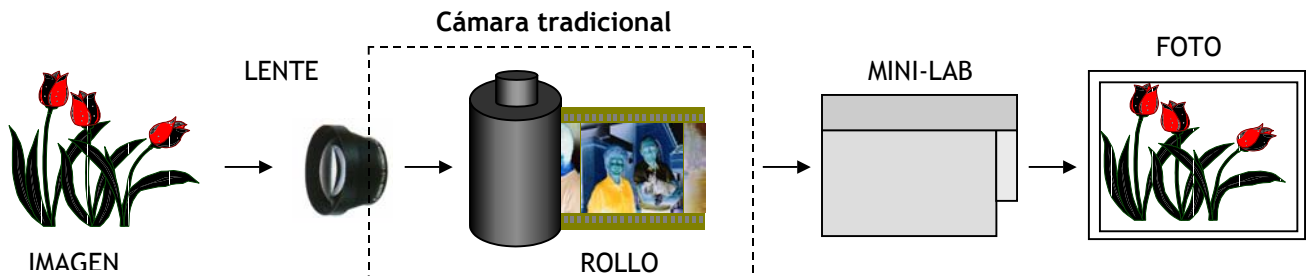 Cámara tradicional
LENTE
MINI-LAB
FOTO
IMAGEN
ROLLO